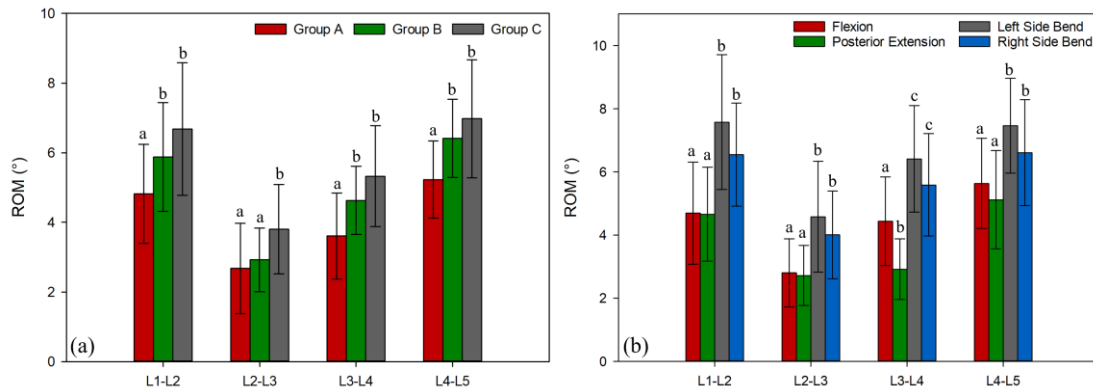 Group A Group B Group C
10
8
6
4
2
0
ROM (°)
a b b
a a b
a b b
a b b
(a)
L1-L2 L2-L3 L3-L4 L4-L5
Flexion Left Side Bend
Posterior Extension Right Side Bend
10
8
6
4
2
0
ROM (°)
a a b b
a a b b
a b c c
a a b b
(b)
L1-L2 L2-L3 L3-L4 L4-L5